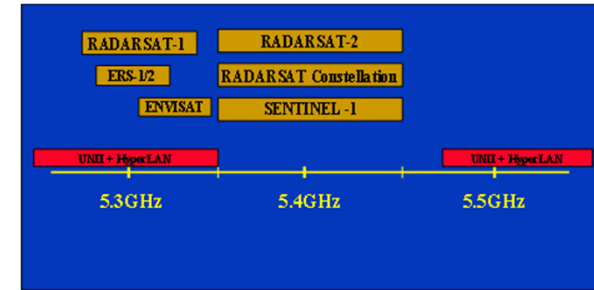 RADARSAT-1 RADARSAT-2
ERS-1/2 RADARSAT Constellation
ENVISAT SENTINEL -1
UNII + HyperLAN UNII + HyperLAN
5.3GHz 5.4GHz 5.5GHz